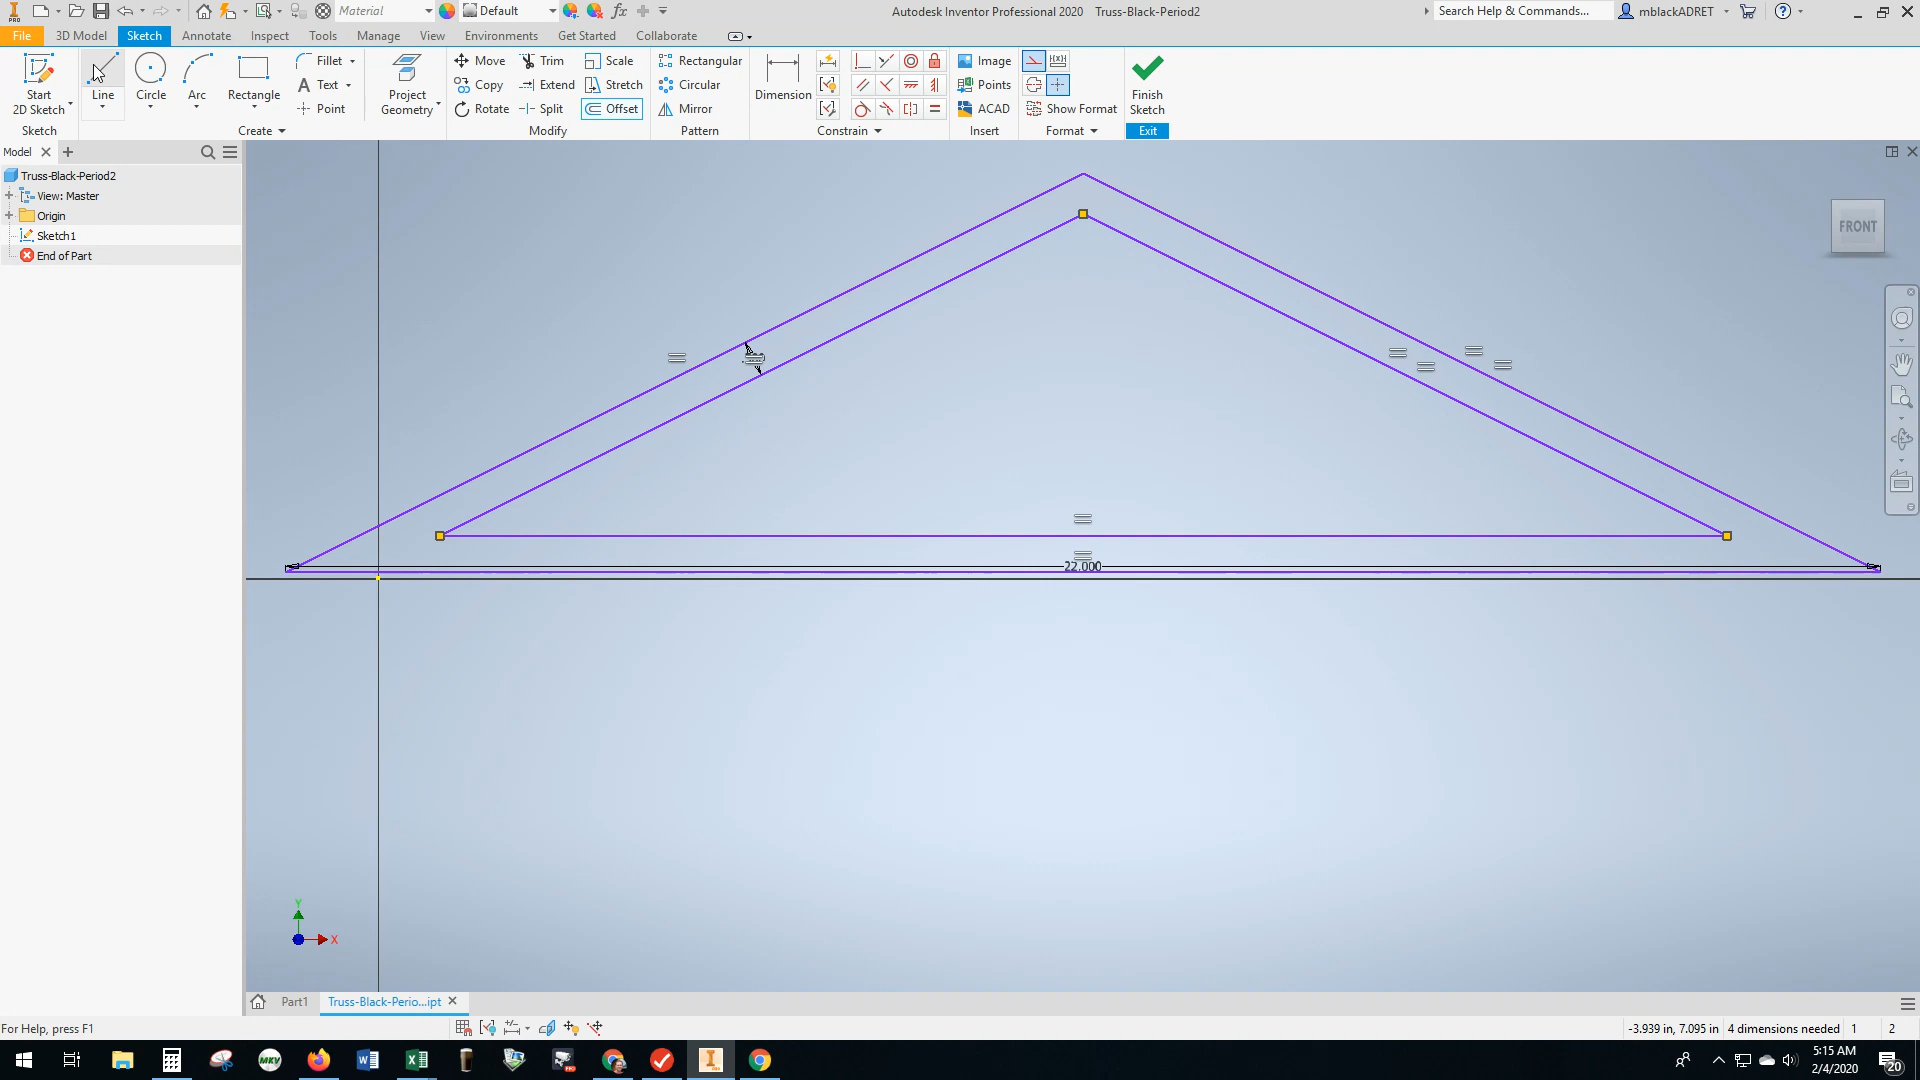 PRO Material Default fx Autodesk Inventor Professional 2020 Truss-Black-Period2 Search Help & Commands... mblackADRET
File 3D Model Sketch Annotate Inspect Tools Manage View Environments Get Started Collaborate
Start 2D Sketch Line Circle Arc Rectangle Fillet Text Point Project Geometry
Move Trim Scale
Copy Extend Stretch
Rotate Split Offset
Rectangular
Circular
Mirror
Dimension
Image
Points
ACAD
Show Format
Finish Sketch
Sketch Create Modify Pattern Constrain Insert Format Exit
Model
Truss-Black-Period2
View: Master
Origin
Sketch1
End of Part
FRONT
22.000
Y
X
Part1 Truss-Black-Perio...ipt
For Help, press F1 -3.939 in, 7.095 in 4 dimensions needed 1 2
MKV
5:15 AM
2/4/2020
20